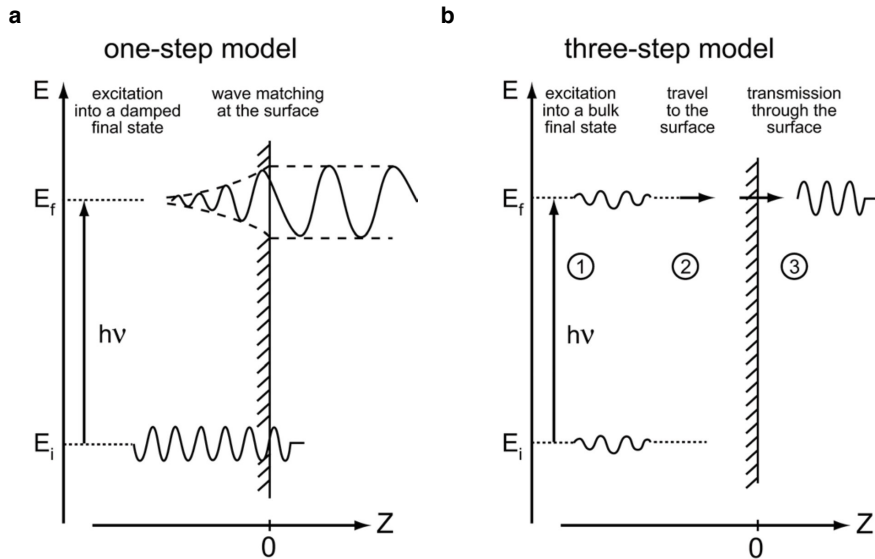 a
one-step model
E
excitation
into a damped
final state
wave matching
at the surface
E_f
hν
E_i
Z
0
b
three-step model
E
excitation
into a bulk
final state
travel
to the
surface
transmission
through the
surface
E_f
1
2
3
hν
E_i
Z
0